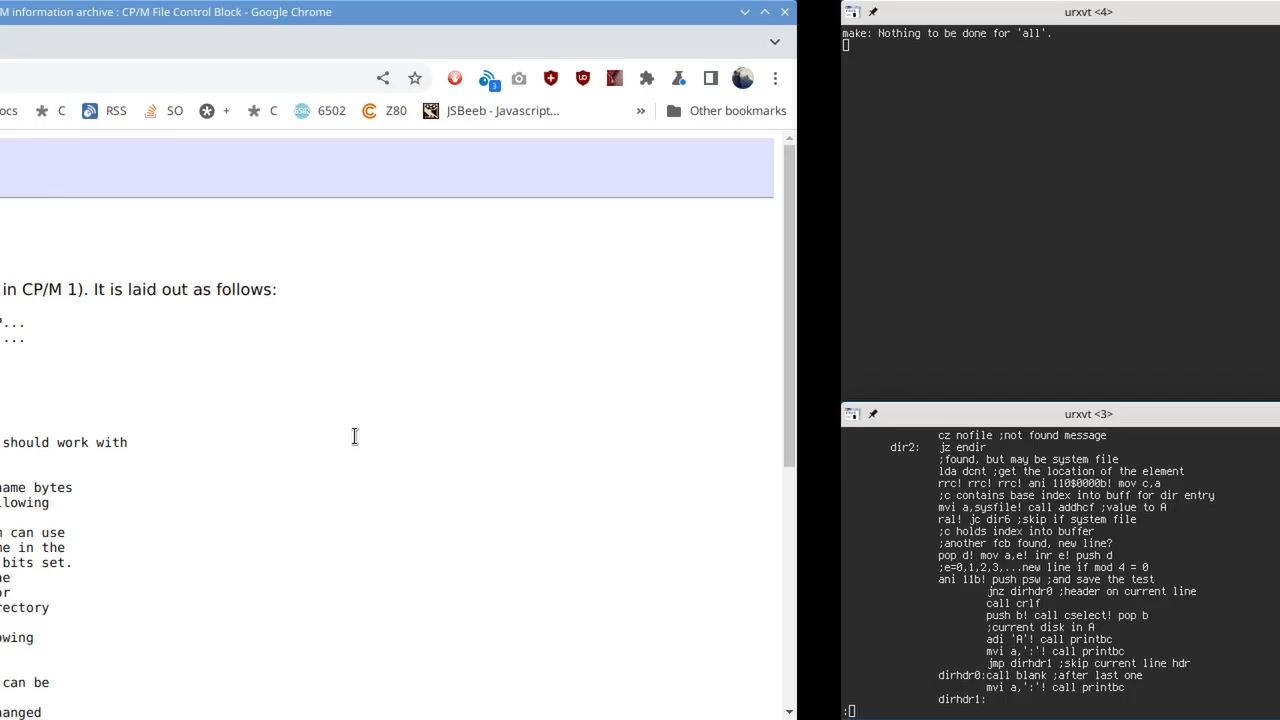 M information archive : CP/M File Control Block - Google Chrome
3
ocs C RSS SO + C 6502 Z80 JSBeeb - Javascript... » Other bookmarks
in CP/M 1). It is laid out as follows:
...
...
should work with
name bytes
lowing
n can use
e in the
bits set.
or
rectory
owing
can be
anged
urxvt <4>
make: Nothing to be done for 'all'.
urxvt <3>
cz nofile ;not found message
dir2: jz endir
;found, but may be system file
lda dcnt ;get the location of the element
rrc! rrc! rrc! ani 110$0000b! mov c,a
;c contains base index into buff for dir entry
mvi a,sysfile! call addhcf ;value to A
ral! jc dir6 ;skip if system file
;c holds index into buffer
;another fcb found, new line?
pop d! mov a,e! inr e! push d
;e=0,1,2,3,...new line if mod 4 = 0
ani 11b! push psw ;and save the test
jnz dirhdr0 ;header on current line
call crlf
push b! call cselect! pop b
;current disk in A
adi 'A'! call printbc
mvi a,':'! call printbc
jmp dirhdr1 ;skip current line hdr
dirhdr0:call blank ;after last one
mvi a,':'! call printbc
dirhdr1:
: